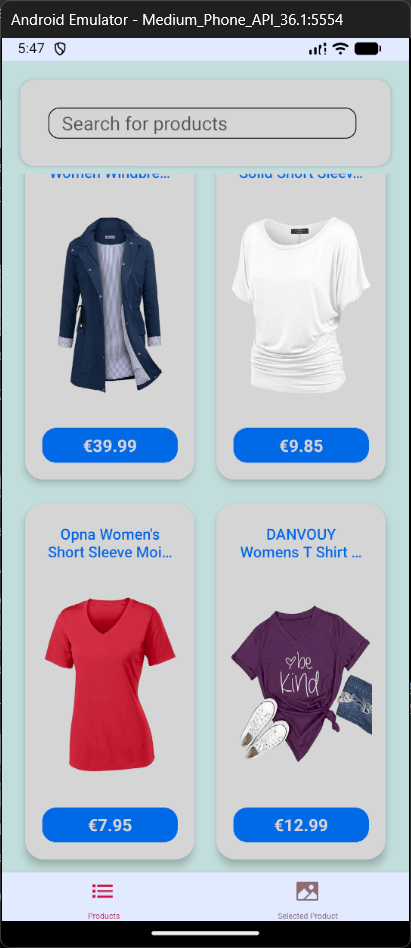 Android Emulator - Medium_Phone_API_36.1:5554
5:47
Search for products
Women Windbre...
Solid Short Sleev...
€39.99
€9.85
Opna Women's
Short Sleeve Moi...
DANVOUY
Womens T Shirt ...
be
kind
€7.95
€12.99
Products
Selected Product